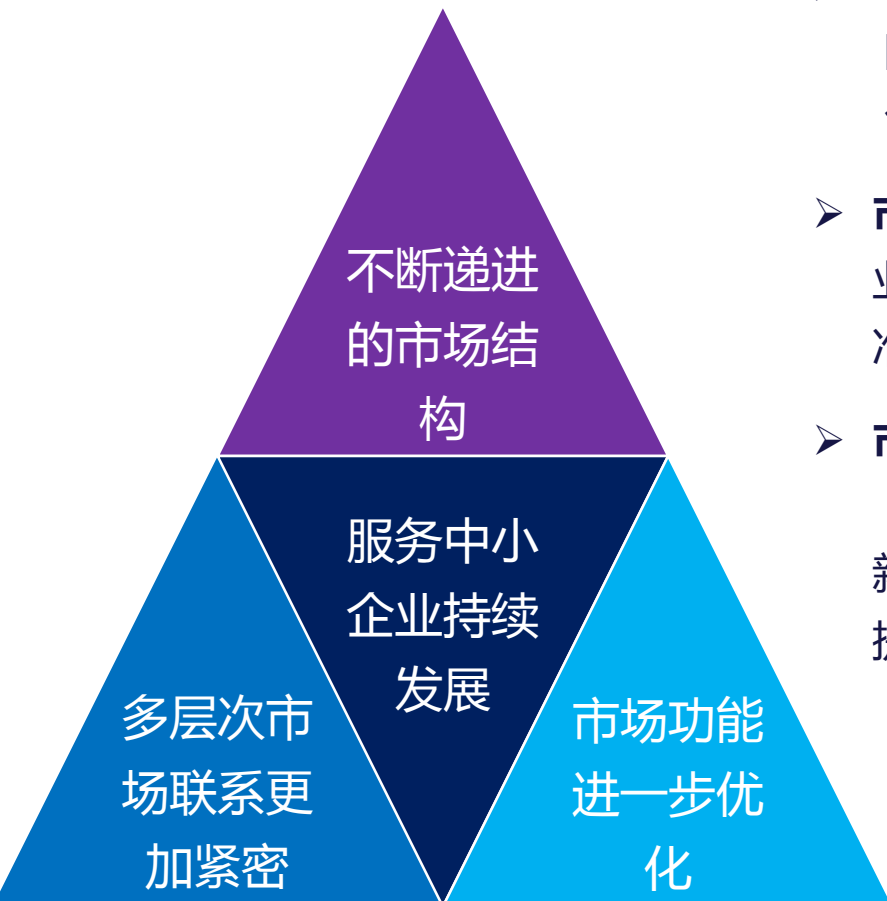 不断递进
的市场结
构
服务中小
企业持续
发展
多层次市
场联系更
加紧密
市场功能
进一步优
化